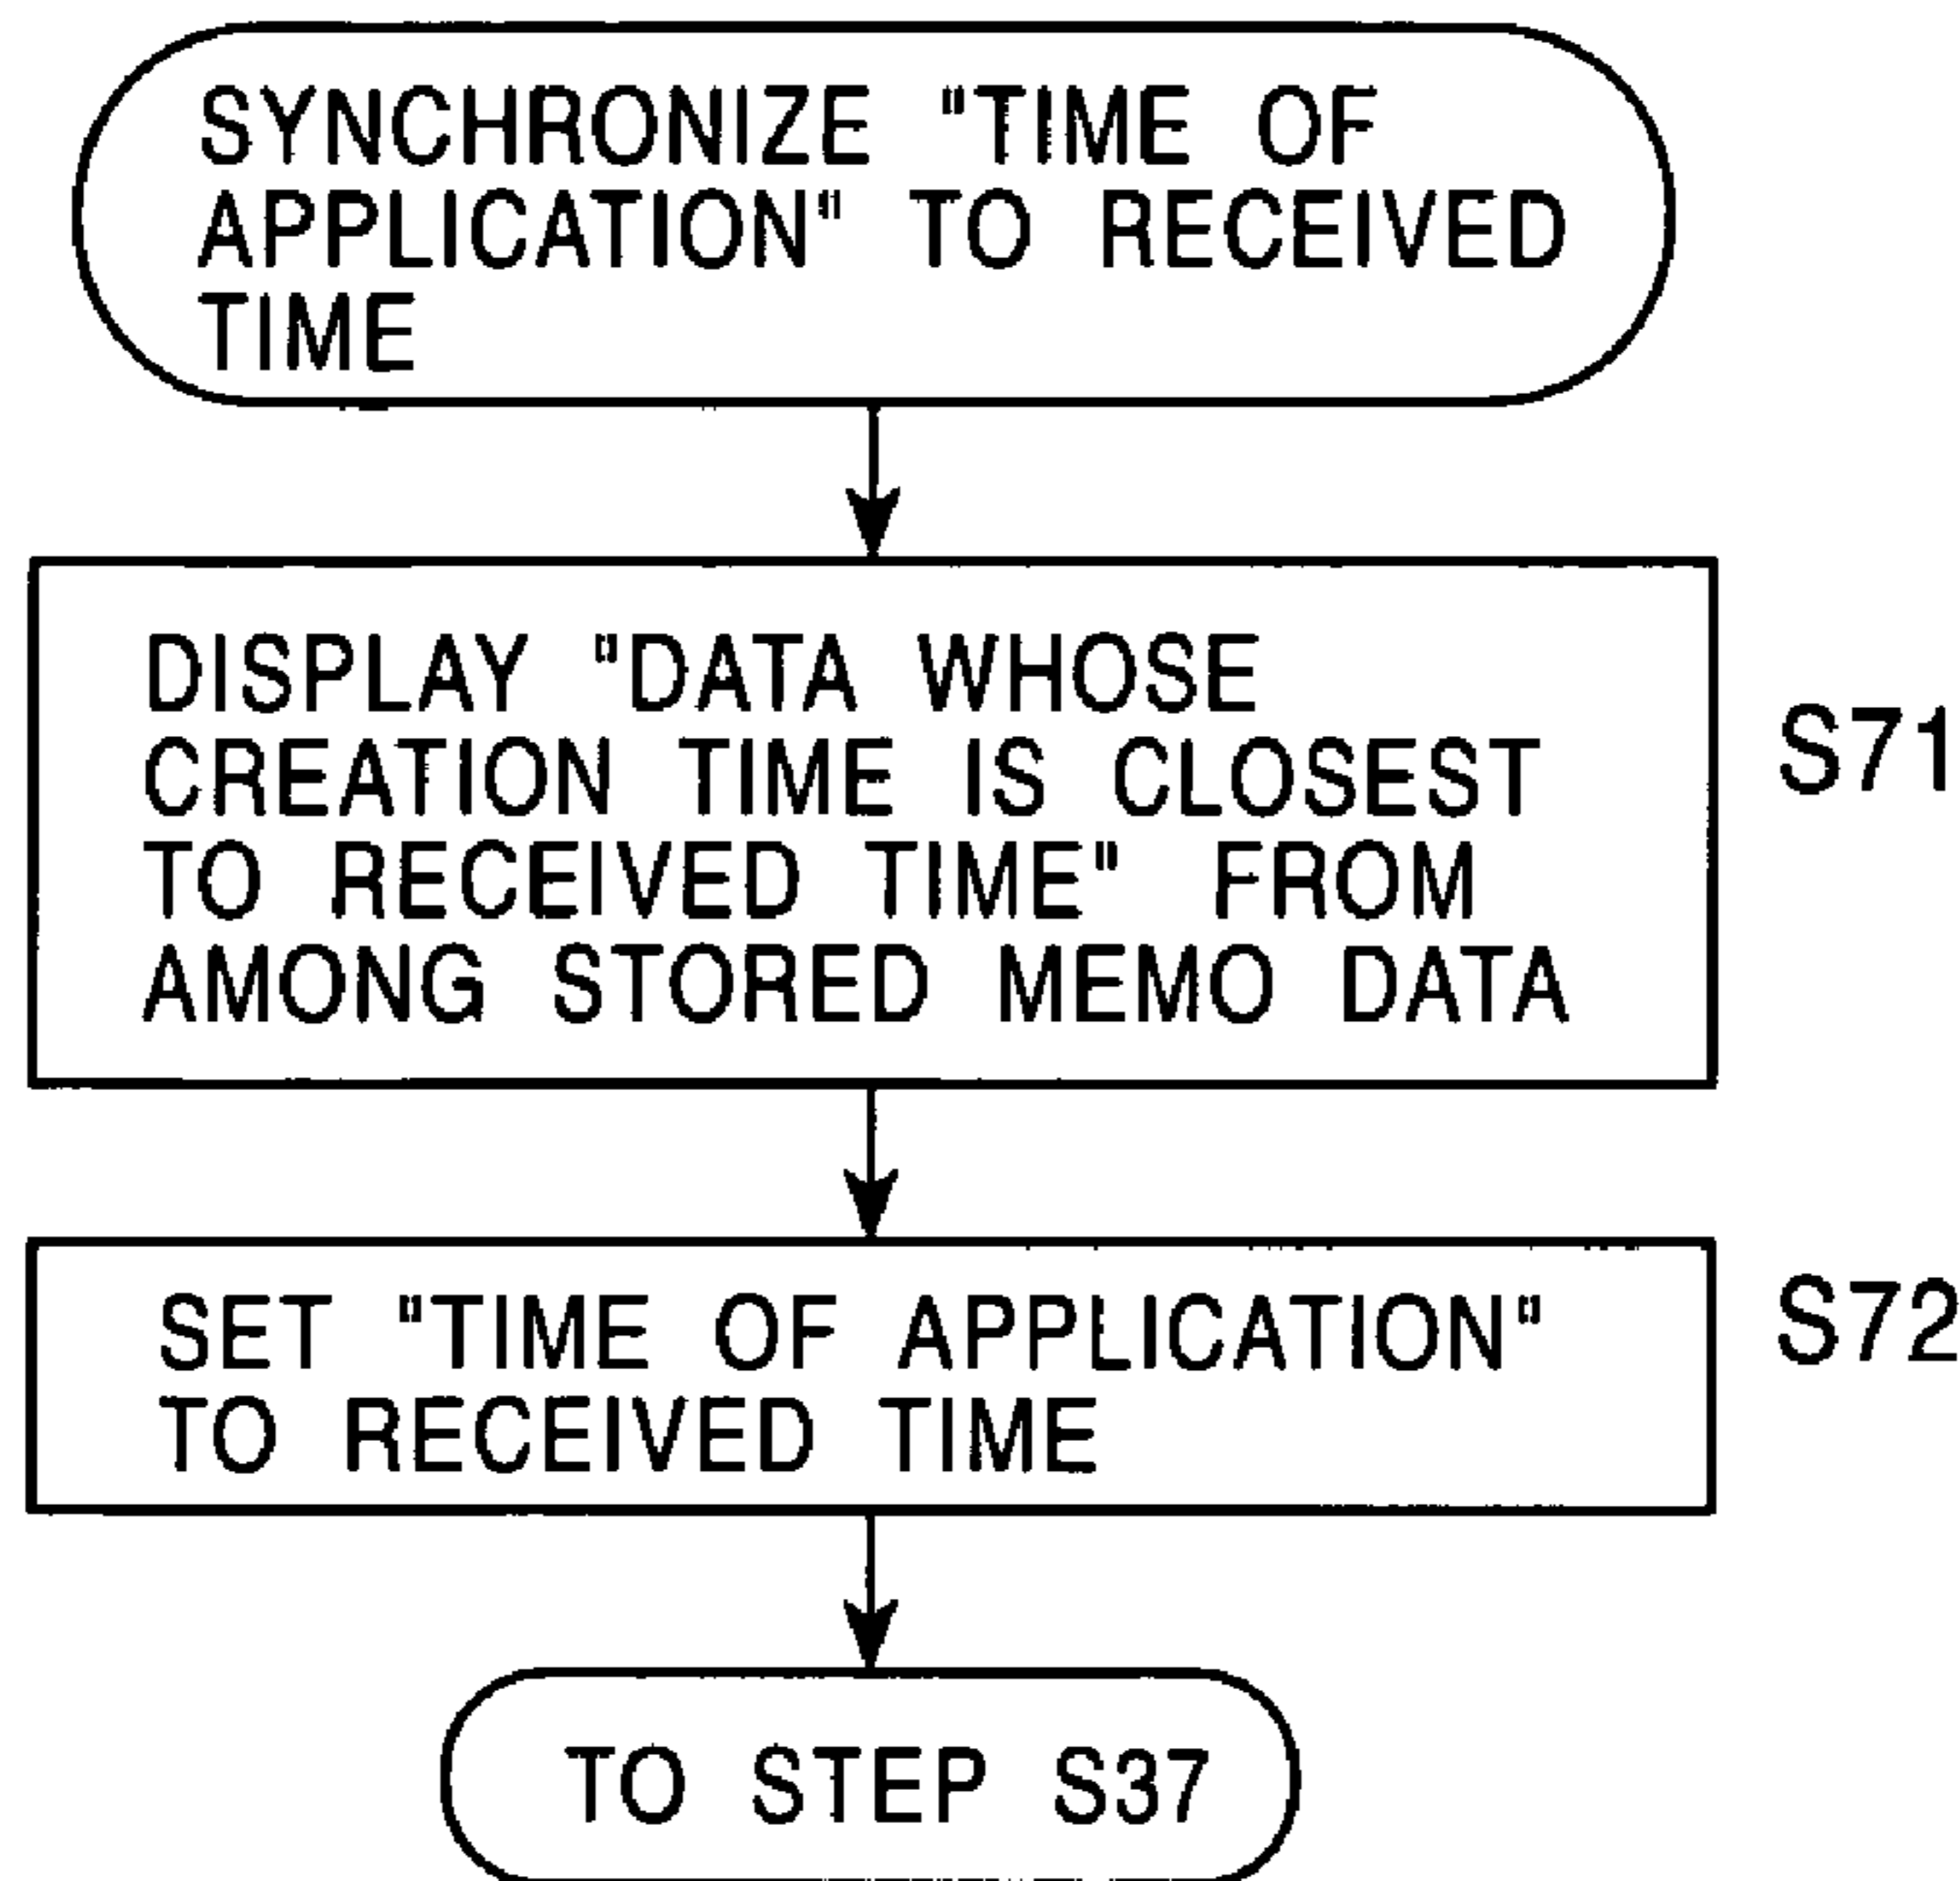 SYNCHRONIZE "TIME OF
APPLICATION" TO RECEIVED
TIME
DISPLAY "DATA WHOSE
CREATION TIME IS CLOSEST
TO RECEIVED TIME" FROM
AMONG STORED MEMO DATA
S71
SET "TIME OF APPLICATION"
TO RECEIVED TIME
S72
TO STEP S37